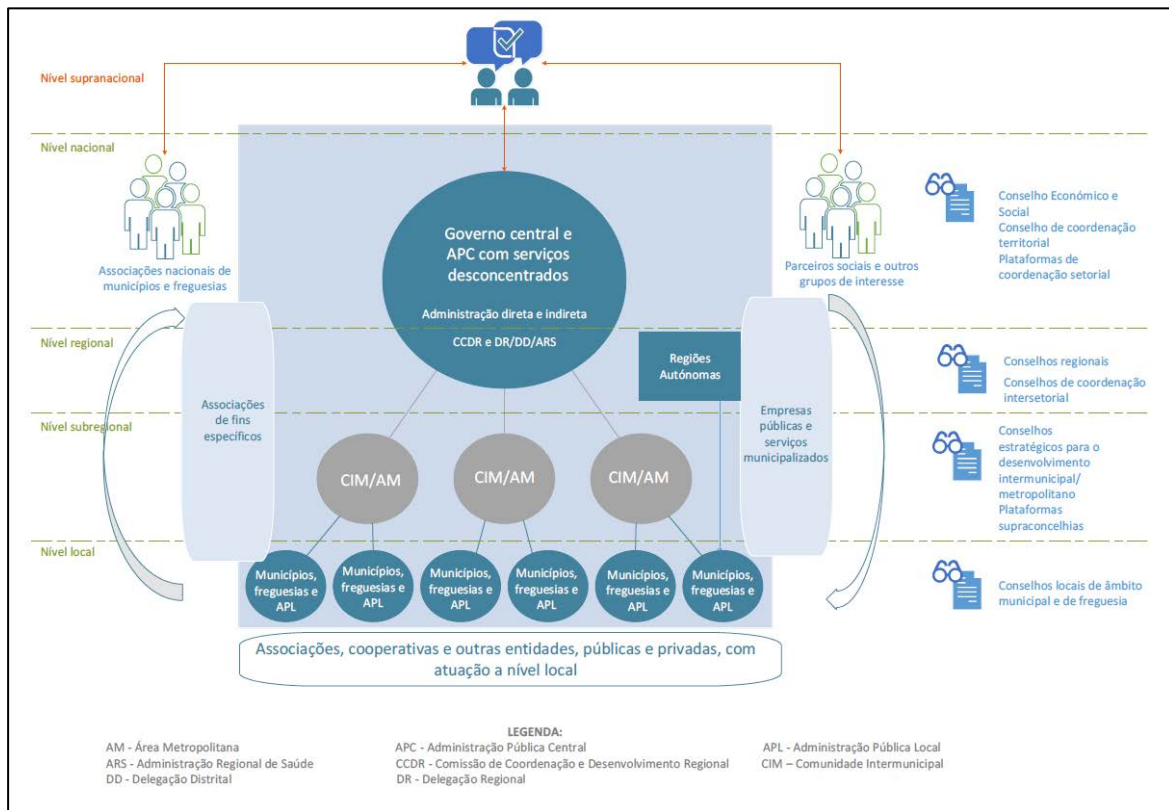 Nível supranacional
Nível nacional
Associações nacionais de
municípios e freguesias
Governo central e
APC com serviços
desconcentrados
Administração direta e indireta
CCDR e DR/DD/ARS
Parceiros sociais e outros
grupos de interesse
Conselho Económico e
Social
Conselho de coordenação
territorial
Plataformas de
coordenação setorial
Nível regional
Regiões
Autónomas
Conselhos regionais
Conselhos de coordenação
intersetorial
Associações
de fins
específicos
Empresas
públicas e
serviços
municipalizados
Nível subregional
CIM/AM
CIM/AM
CIM/AM
Conselhos
estratégicos para o
desenvolvimento
intermunicipal/
metropolitano
Plataformas
supraconcelhias
Nível local
Municípios,
freguesias e
APL
Municípios,
freguesias e
APL
Municípios,
freguesias e
APL
Municípios,
freguesias e
APL
Municípios,
freguesias e
APL
Municípios,
freguesias e
APL
Conselhos locais de âmbito
municipal e de freguesia
Associações, cooperativas e outras entidades, públicas e privadas, com
atuação a nível local
LEGENDA:
AM - Área Metropolitana
ARS - Administração Regional de Saúde
DD - Delegação Distrital
APC - Administração Pública Central
CCDR - Comissão de Coordenação e Desenvolvimento Regional
DR - Delegação Regional
APL - Administração Pública Local
CIM – Comunidade Intermunicipal